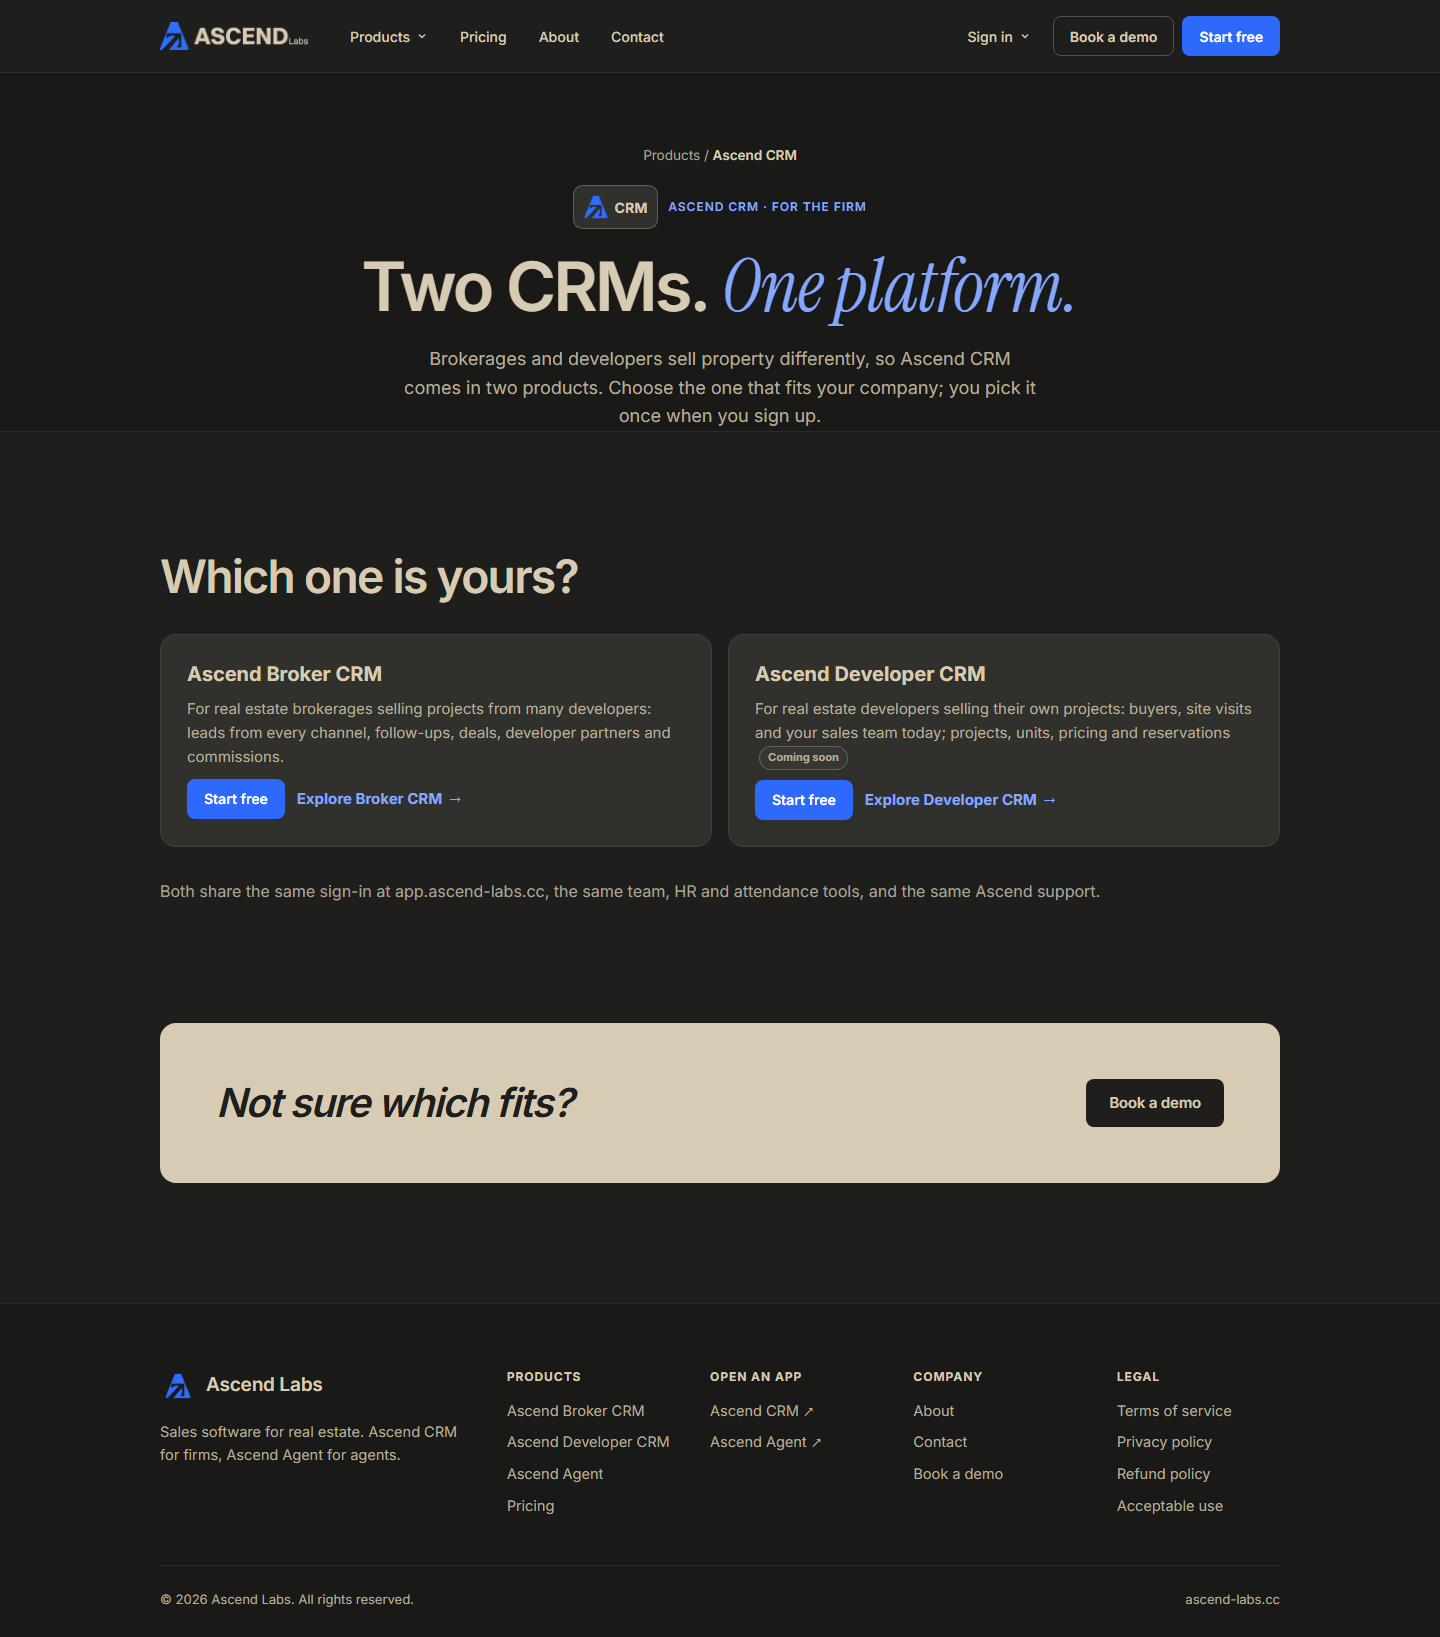 ASCEND Labs
Products
Pricing
About
Contact
Sign in
Book a demo
Start free
Products / Ascend CRM
CRM
ASCEND CRM · FOR THE FIRM
Two CRMs. One platform.
Brokerages and developers sell property differently, so Ascend CRM
comes in two products. Choose the one that fits your company; you pick it
once when you sign up.
Which one is yours?
Ascend Broker CRM
For real estate brokerages selling projects from many developers:
leads from every channel, follow-ups, deals, developer partners and
commissions.
Start free
Explore Broker CRM →
Ascend Developer CRM
For real estate developers selling their own projects: buyers, site visits
and your sales team today; projects, units, pricing and reservations
Coming soon
Start free
Explore Developer CRM →
Both share the same sign-in at app.ascend-labs.cc, the same team, HR and attendance tools, and the same Ascend support.
Not sure which fits?
Book a demo
Ascend Labs
Sales software for real estate. Ascend CRM
for firms, Ascend Agent for agents.
PRODUCTS
Ascend Broker CRM
Ascend Developer CRM
Ascend Agent
Pricing
OPEN AN APP
Ascend CRM ↗
Ascend Agent ↗
COMPANY
About
Contact
Book a demo
LEGAL
Terms of service
Privacy policy
Refund policy
Acceptable use
© 2026 Ascend Labs. All rights reserved.
ascend-labs.cc